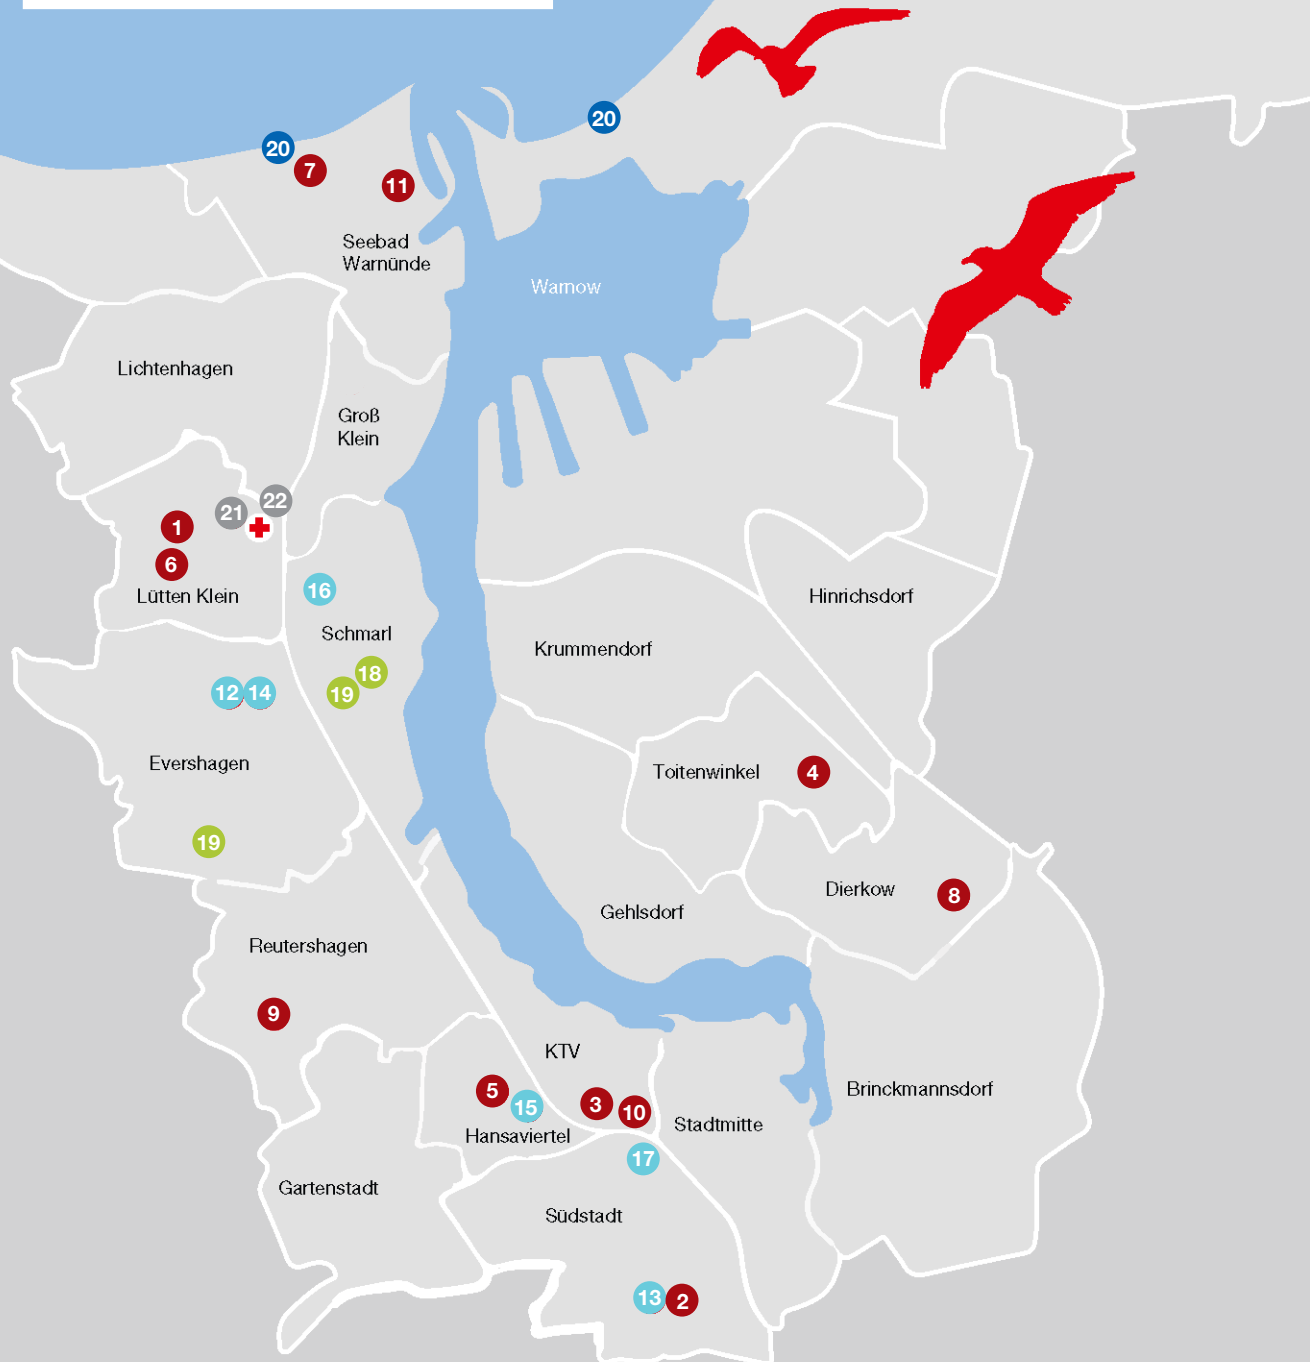 20
20
7
11
Seebad
Warnünde
Warnow
Lichtenhagen
Groß
Klein
22
21
1
6
Lütten Klein
16
Hinrichsdorf
Schmarl
Krummendorf
18
19
12 14
Evershagen
Toitenwinkel 4
19
Dierkow 8
Gehlsdorf
Reutershagen
9
KTV
5
15
3
10
Brinckmannsdorf
Stadtmitte
Hansaviertel
17
Gartenstadt
Südstadt
13 2